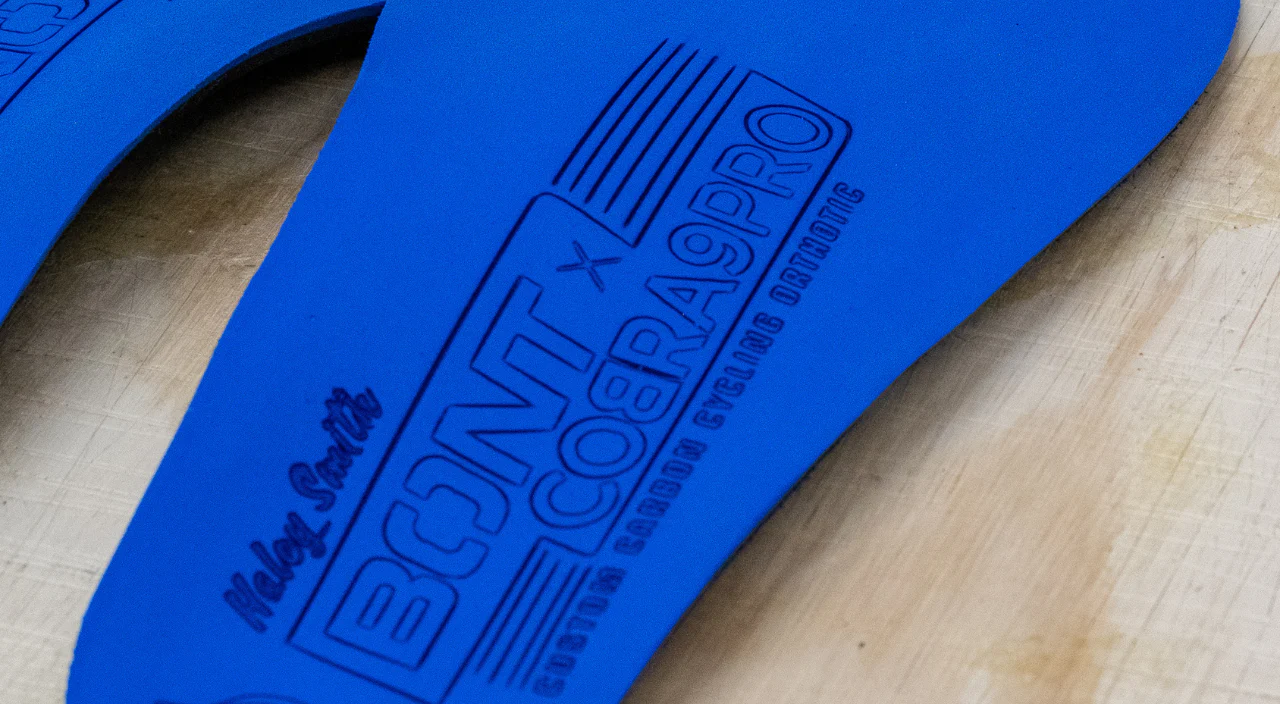 Haley Smith
BONT X
COBRA9PRO
CUSTOM CARBON CYCLING ORTHOTIC